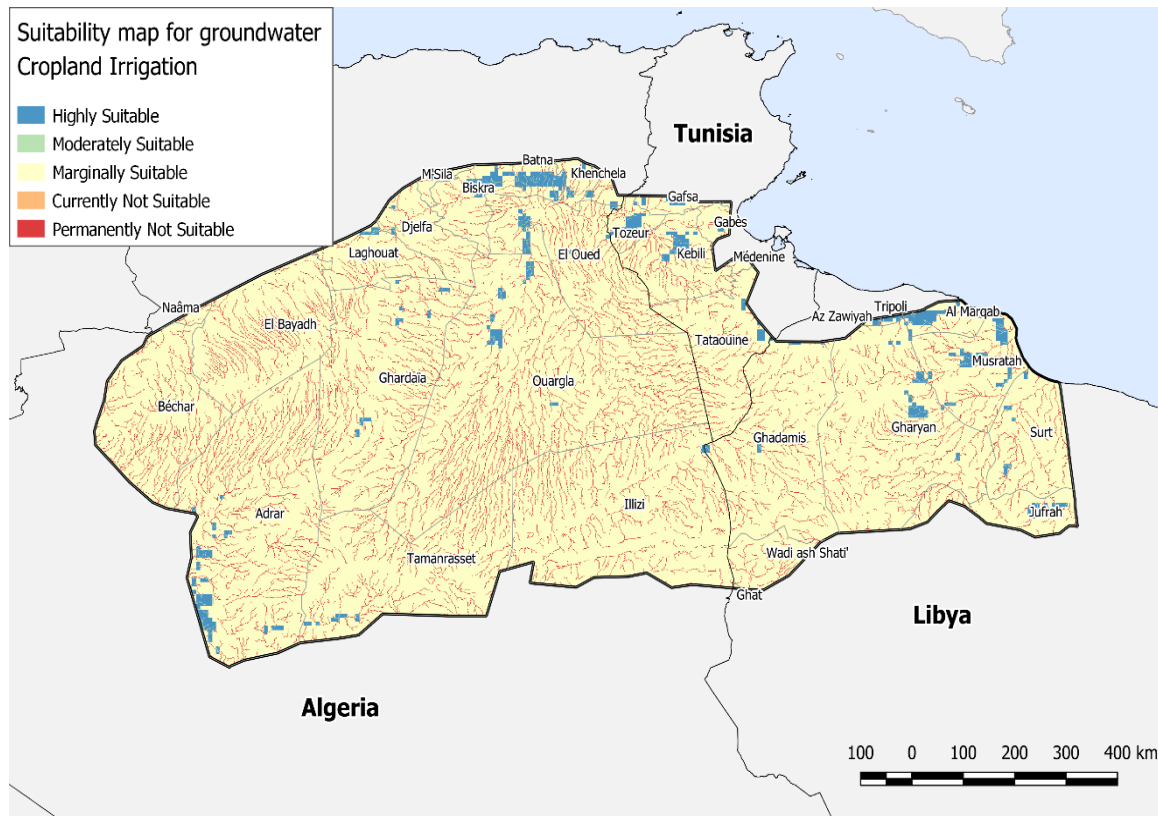 Suitability map for groundwater
Cropland Irrigation
Highly Suitable
Moderately Suitable
Marginally Suitable
Currently Not Suitable
Permanently Not Suitable
Tunisia
Batna
M'Sila
Khenchela
Biskra
Gafsa
Djelfa
Tozeur
Gabès
Laghouat
El Oued
Kebili
Médenine
Naâma
Tripoli
El Bayadh
Az Zawiyah
Al Marqab
Tataouine
Musratah
Ghardaïa
Ouargla
Béchar
Gharyan
Surt
Ghadamis
Illizi
Adrar
Jufrah
Tamanrasset
Wadi ash Shati'
Ghat
Libya
Algeria
100 0 100 200 300 400 km